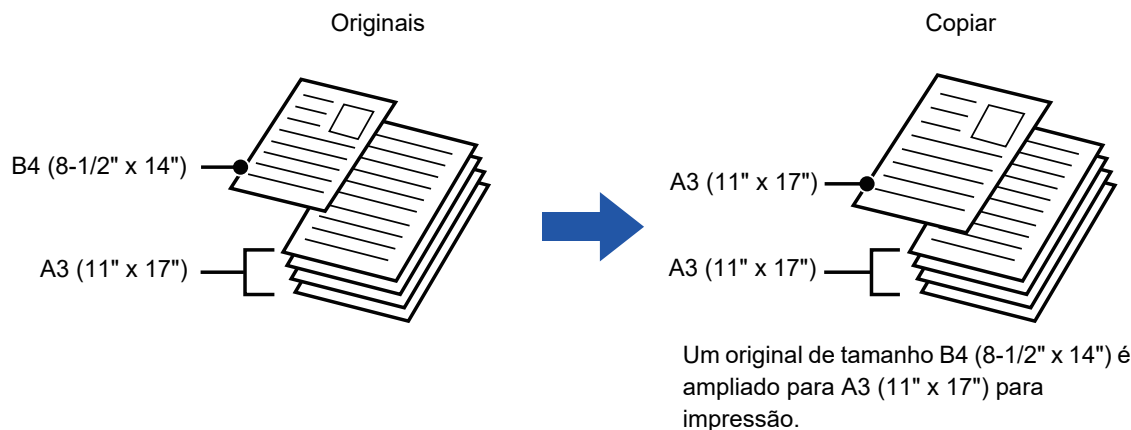 Originais
B4 (8-1/2" x 14")
A3 (11" x 17")
Copiar
A3 (11" x 17")
A3 (11" x 17")
Um original de tamanho B4 (8-1/2" x 14") é
ampliado para A3 (11" x 17") para
impressão.